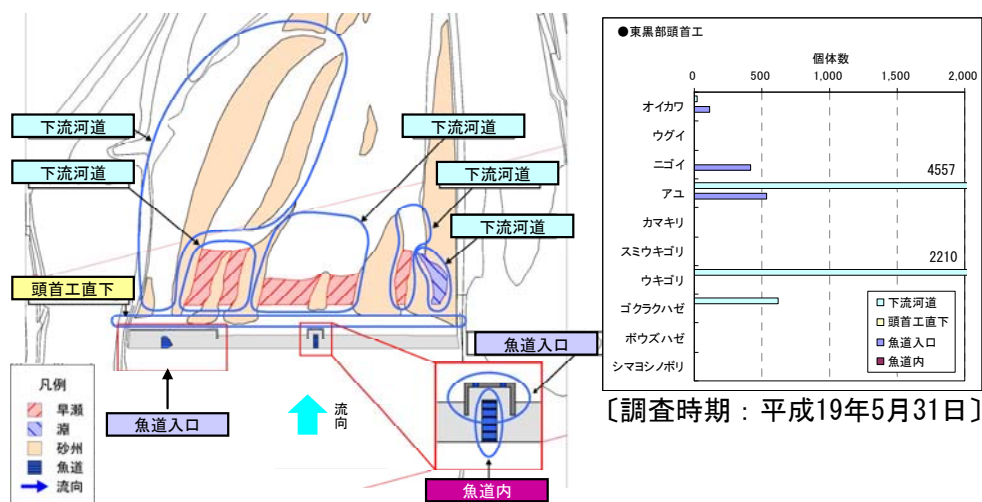 下流河道
下流河道
下流河道
下流河道
下流河道
頭首工直下
魚道入口
魚道入口
流向
魚道内
凡例
早瀬
淵
砂州
魚道
流向
●東黒部頭首工
個体数
0 500 1,000 1,500 2,000
オイカワ
ウグイ
ニゴイ
4557
アユ
カマキリ
スミウキゴリ
2210
ウキゴリ
ゴクラクハゼ
ボウズハゼ
シマヨシノボリ
下流河道
頭首工直下
魚道入口
魚道内
〔調査時期：平成19年5月31日〕